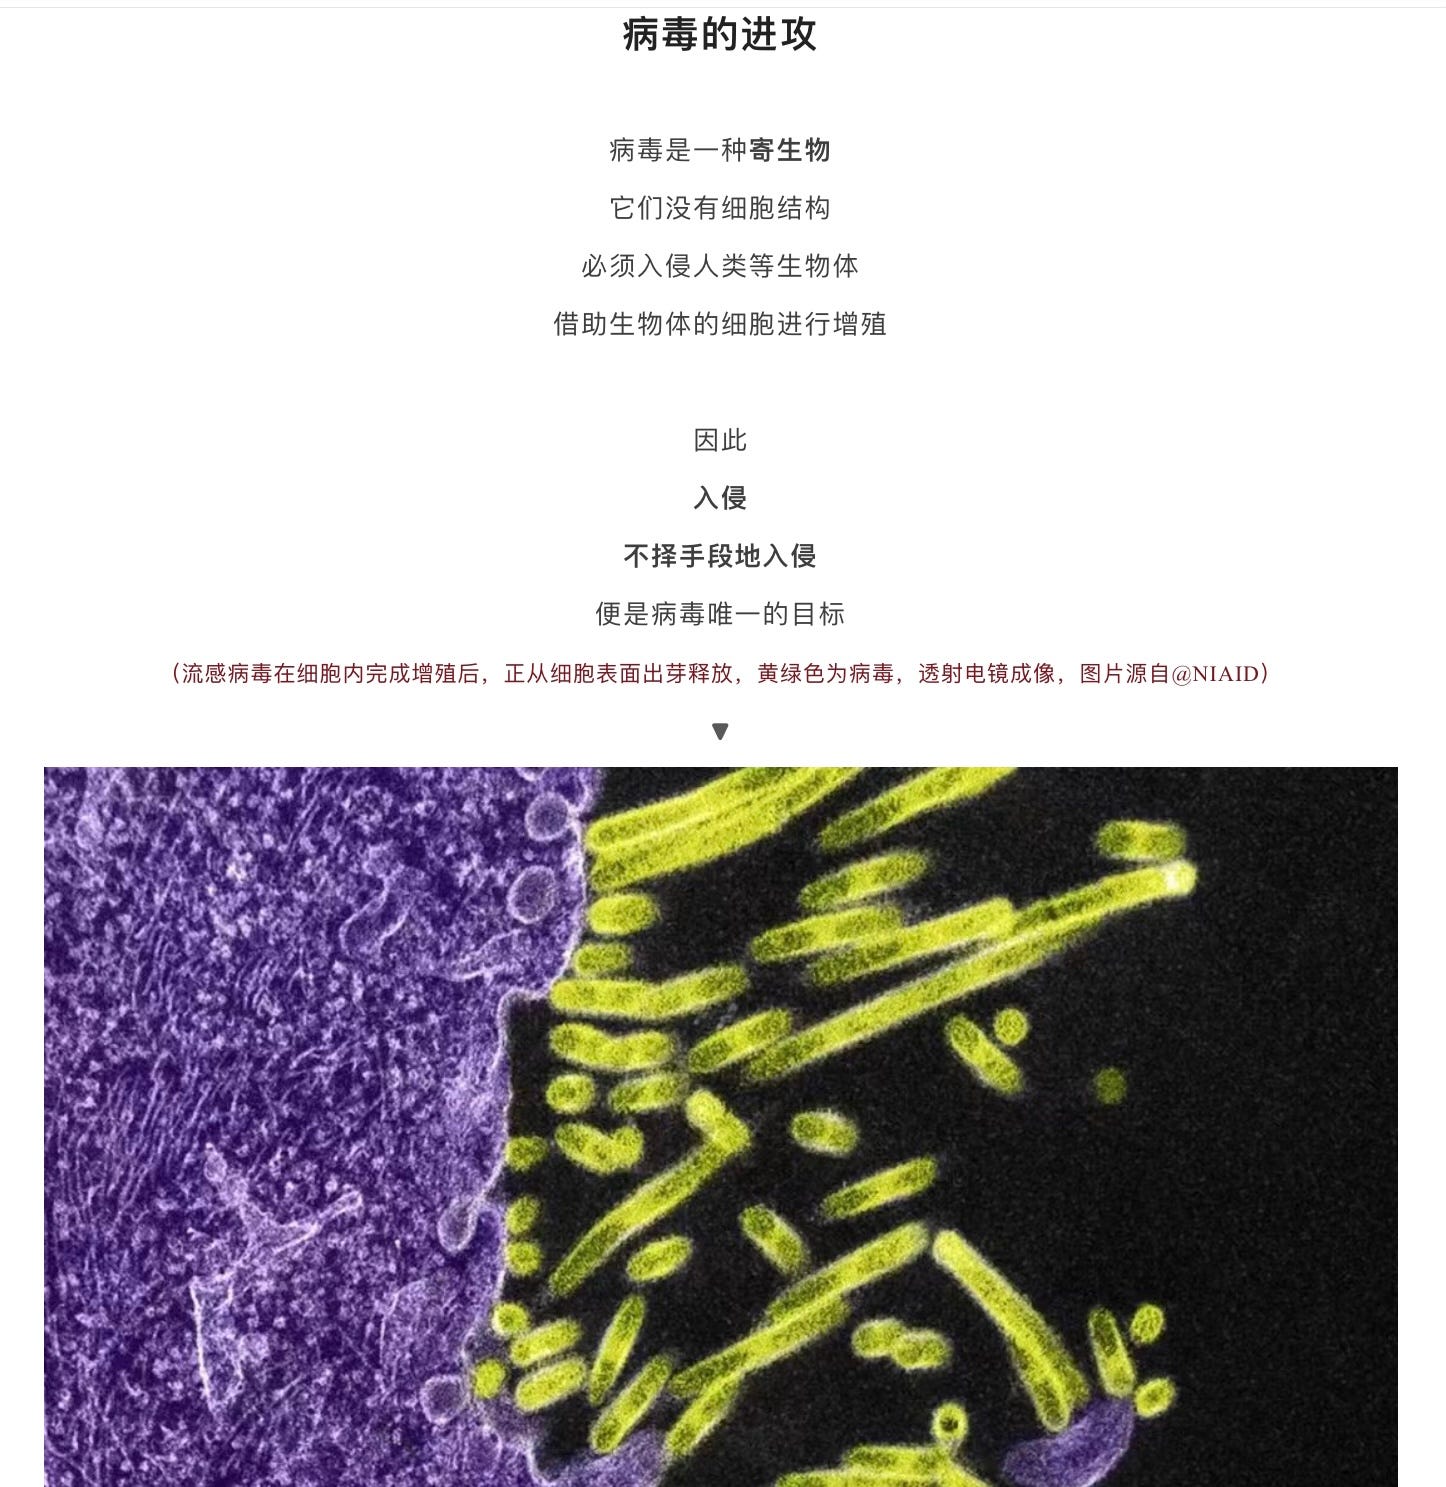 病毒的进攻
病毒是一种寄生物
它们没有细胞结构
必须入侵人类等生物体
借助生物体的细胞进行增殖
因此
入侵
不择手段地入侵
便是病毒唯一的目标
（流感病毒在细胞内完成增殖后，正从细胞表面出芽释放，黄绿色为病毒，透射电镜成像，图片源自@NIAID）